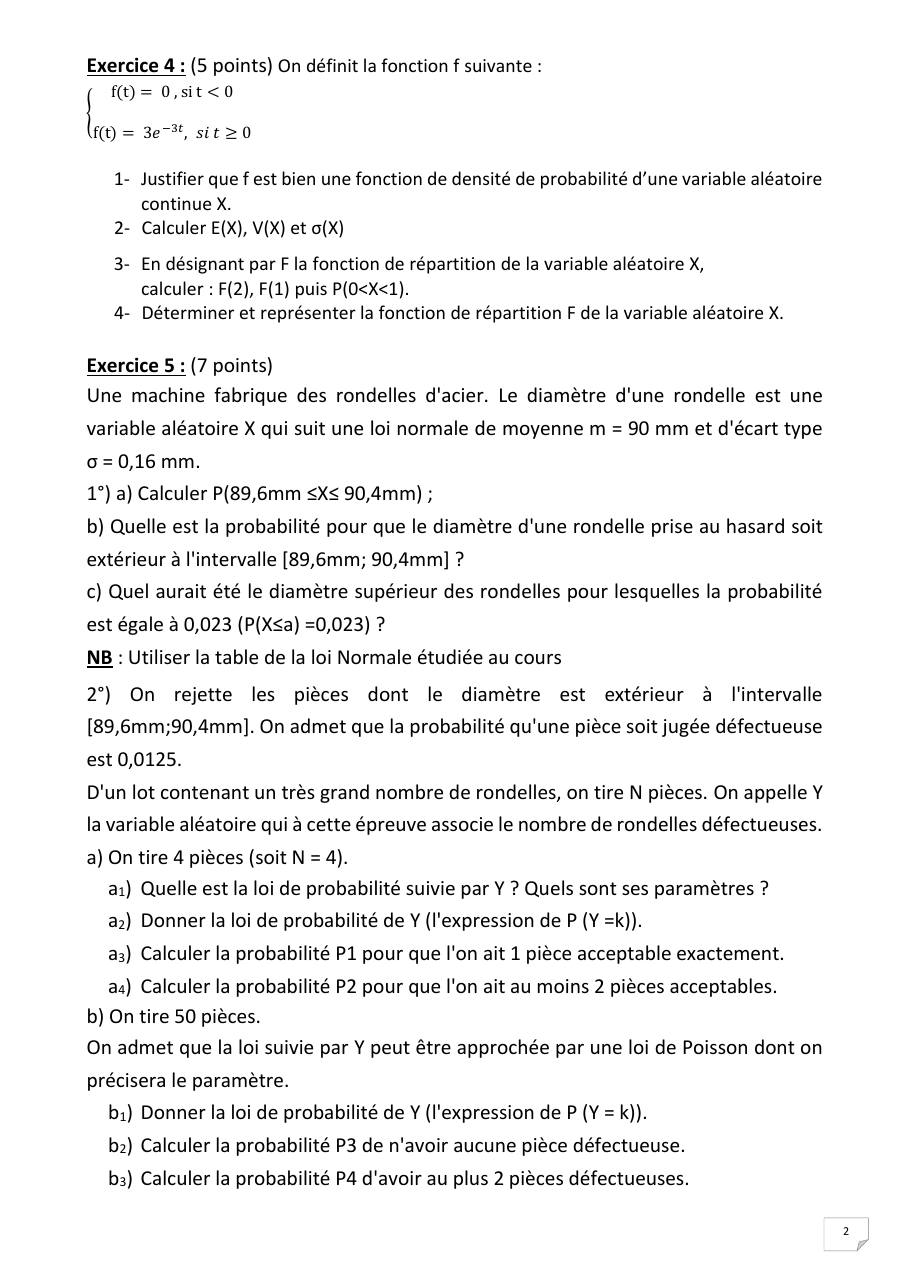 Exercice 4 : (5 points) On définit la fonction f suivante :
f(t) = 0 , si t < 0
f(t) = 3e⁻³ᵗ, si t ≥ 0
1- Justifier que f est bien une fonction de densité de probabilité d’une variable aléatoire
continue X.
2- Calculer E(X), V(X) et σ(X)
3- En désignant par F la fonction de répartition de la variable aléatoire X,
calculer : F(2), F(1) puis P(0<X<1).
4- Déterminer et représenter la fonction de répartition F de la variable aléatoire X.
Exercice 5 : (7 points)
Une machine fabrique des rondelles d'acier. Le diamètre d'une rondelle est une
variable aléatoire X qui suit une loi normale de moyenne m = 90 mm et d'écart type
σ = 0,16 mm.
1°) a) Calculer P(89,6mm ≤X≤ 90,4mm) ;
b) Quelle est la probabilité pour que le diamètre d'une rondelle prise au hasard soit
extérieur à l'intervalle [89,6mm; 90,4mm] ?
c) Quel aurait été le diamètre supérieur des rondelles pour lesquelles la probabilité
est égale à 0,023 (P(X≤a) =0,023) ?
NB : Utiliser la table de la loi Normale étudiée au cours
2°) On rejette les pièces dont le diamètre est extérieur à l'intervalle
[89,6mm;90,4mm]. On admet que la probabilité qu'une pièce soit jugée défectueuse
est 0,0125.
D'un lot contenant un très grand nombre de rondelles, on tire N pièces. On appelle Y
la variable aléatoire qui à cette épreuve associe le nombre de rondelles défectueuses.
a) On tire 4 pièces (soit N = 4).
a₁) Quelle est la loi de probabilité suivie par Y ? Quels sont ses paramètres ?
a₂) Donner la loi de probabilité de Y (l'expression de P (Y =k)).
a₃) Calculer la probabilité P1 pour que l'on ait 1 pièce acceptable exactement.
a₄) Calculer la probabilité P2 pour que l'on ait au moins 2 pièces acceptables.
b) On tire 50 pièces.
On admet que la loi suivie par Y peut être approchée par une loi de Poisson dont on
précisera le paramètre.
b₁) Donner la loi de probabilité de Y (l'expression de P (Y = k)).
b₂) Calculer la probabilité P3 de n'avoir aucune pièce défectueuse.
b₃) Calculer la probabilité P4 d'avoir au plus 2 pièces défectueuses.
2